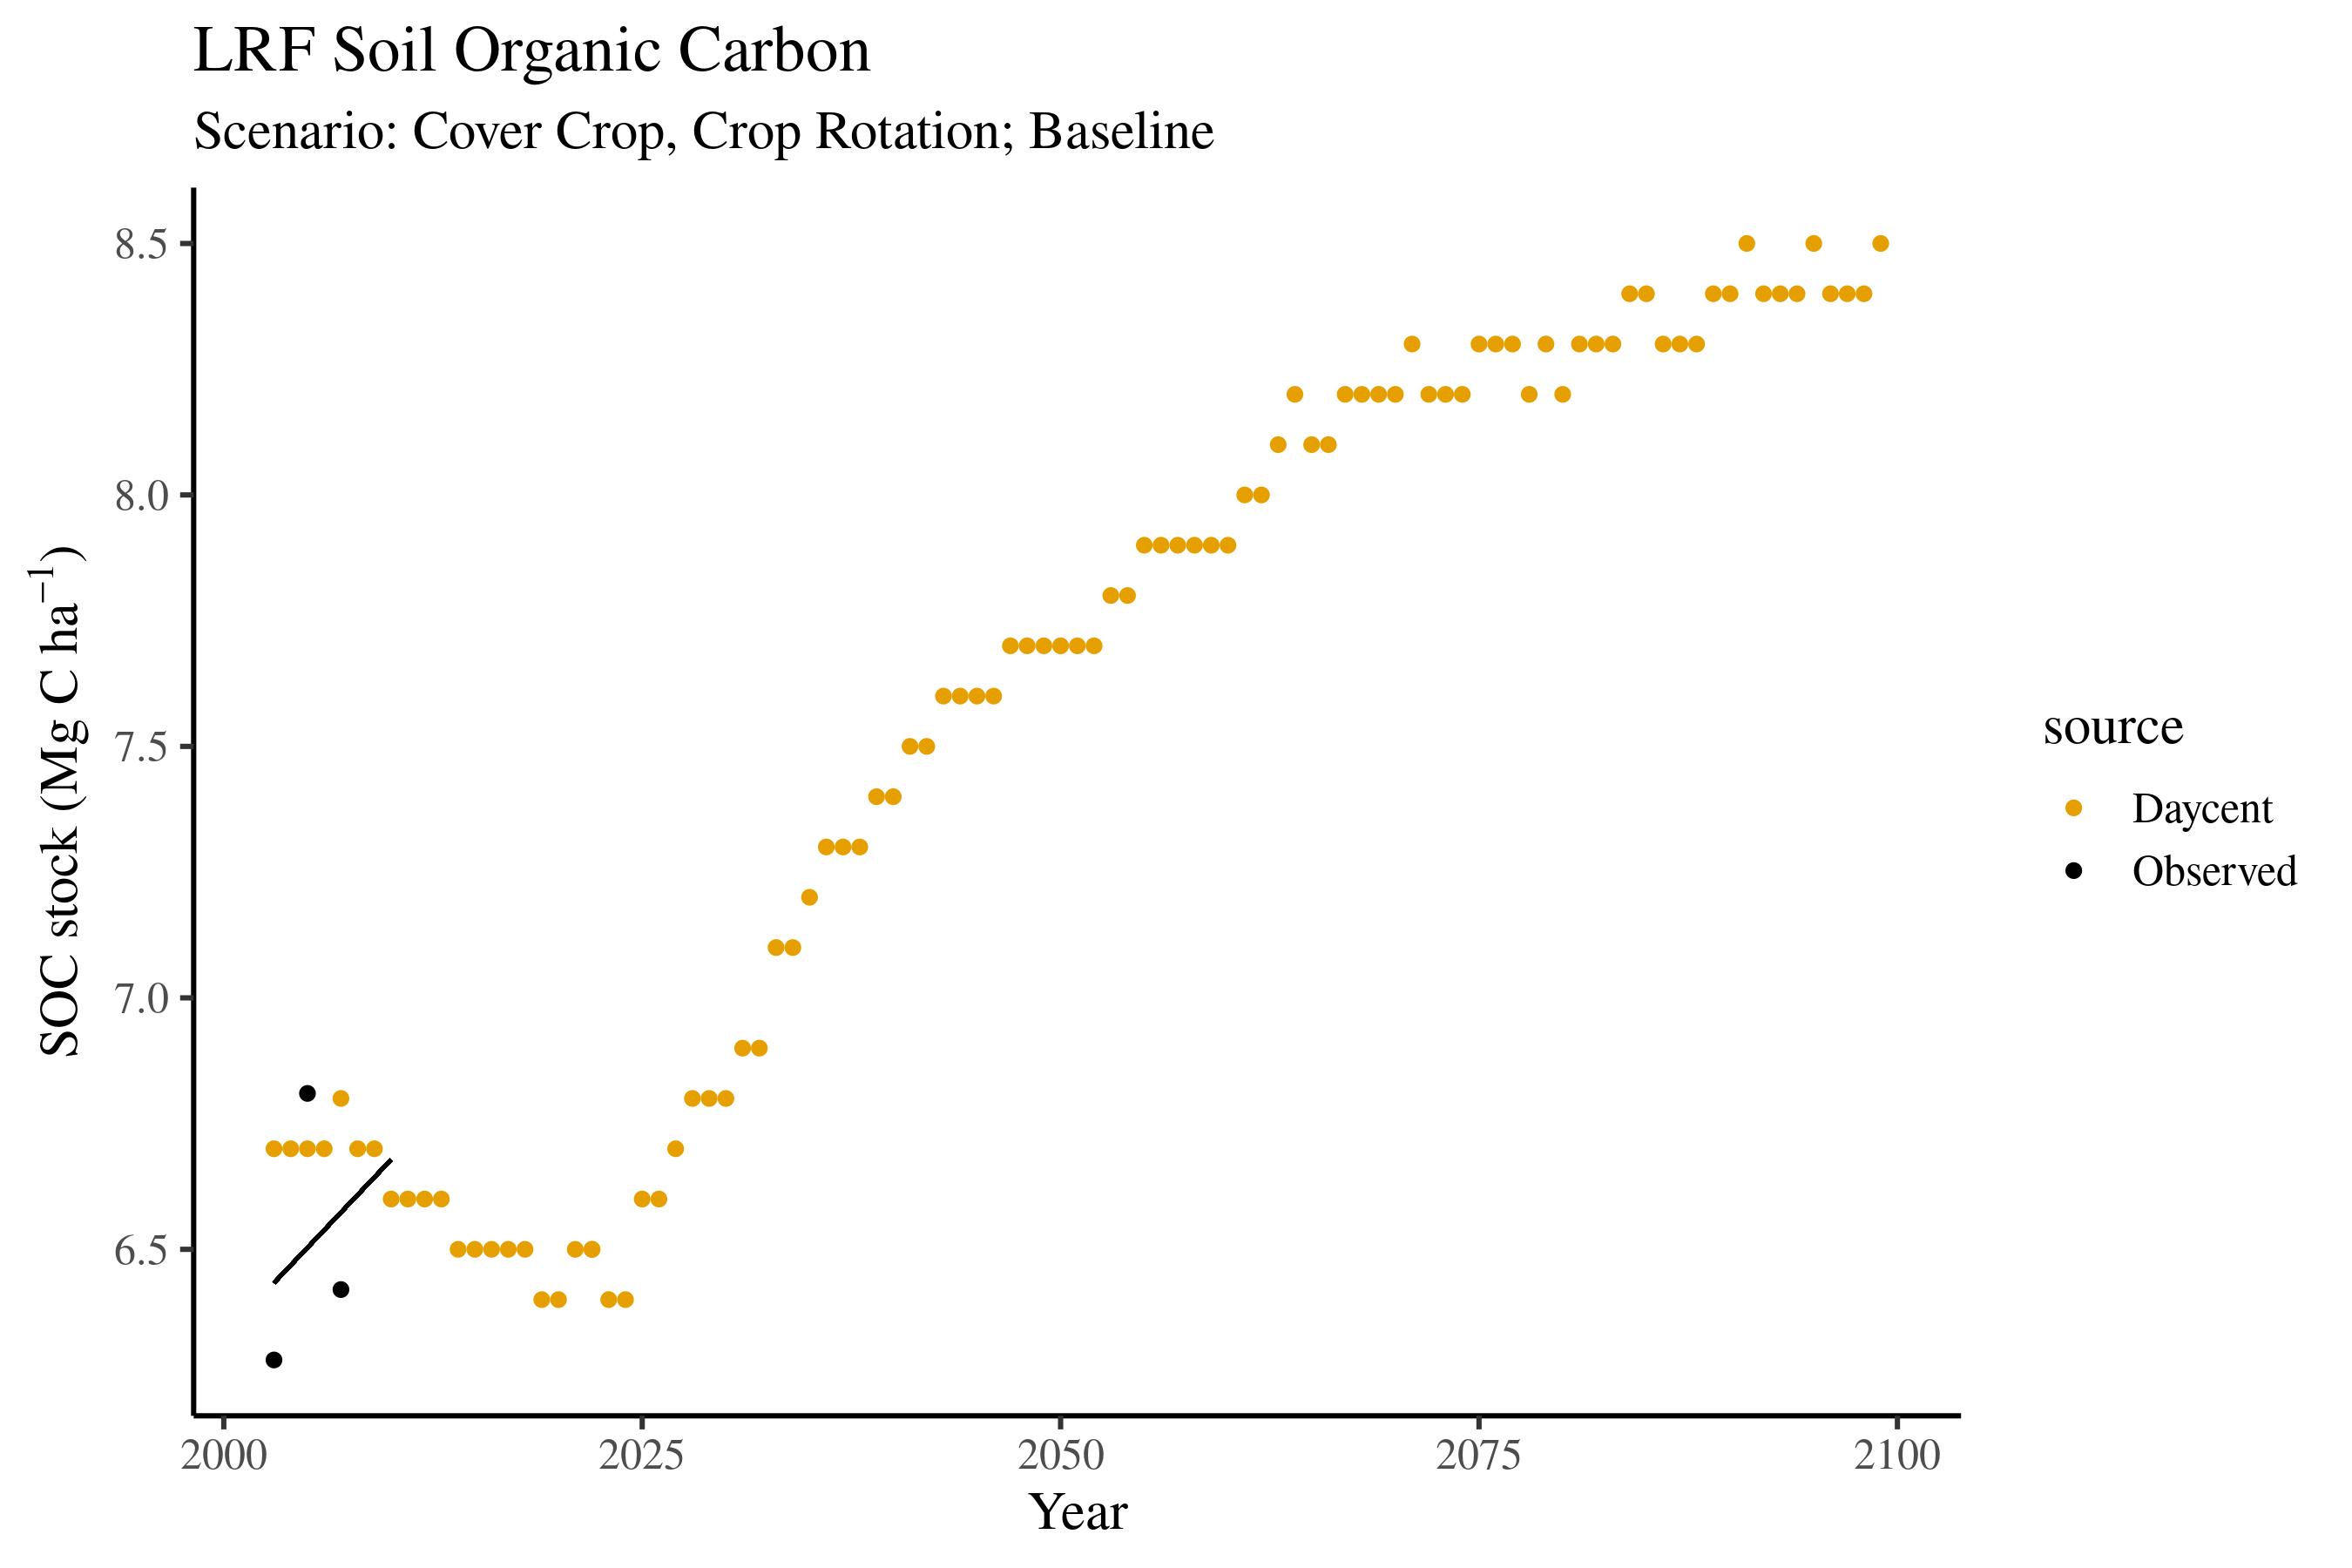 LRF Soil Organic Carbon
Scenario: Cover Crop, Crop Rotation; Baseline
SOC stock (Mg C ha⁻¹)
8.5
8.0
7.5
7.0
6.5
2000 2025 2050 2075 2100
Year
source
Daycent
Observed